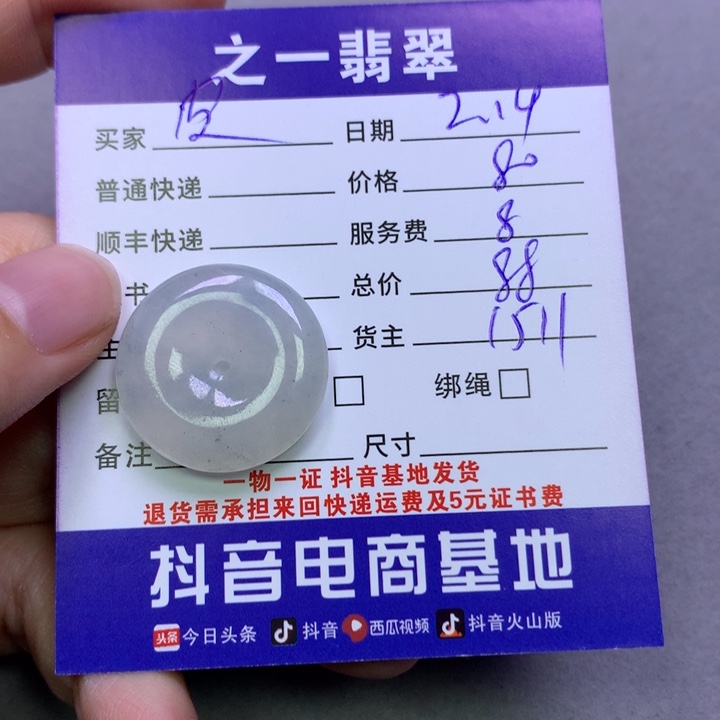 之一翡翠
买家 皮 日期 2.14
普通快递 价格 80
顺丰快递 服务费 8
书 总价 88
货主 1511
留 绑绳
备注 尺寸
一物一证 抖音基地发货
退货需承担来回快递运费及5元证书费
抖音电商基地
头条 今日头条 抖音 西瓜视频 抖音火山版